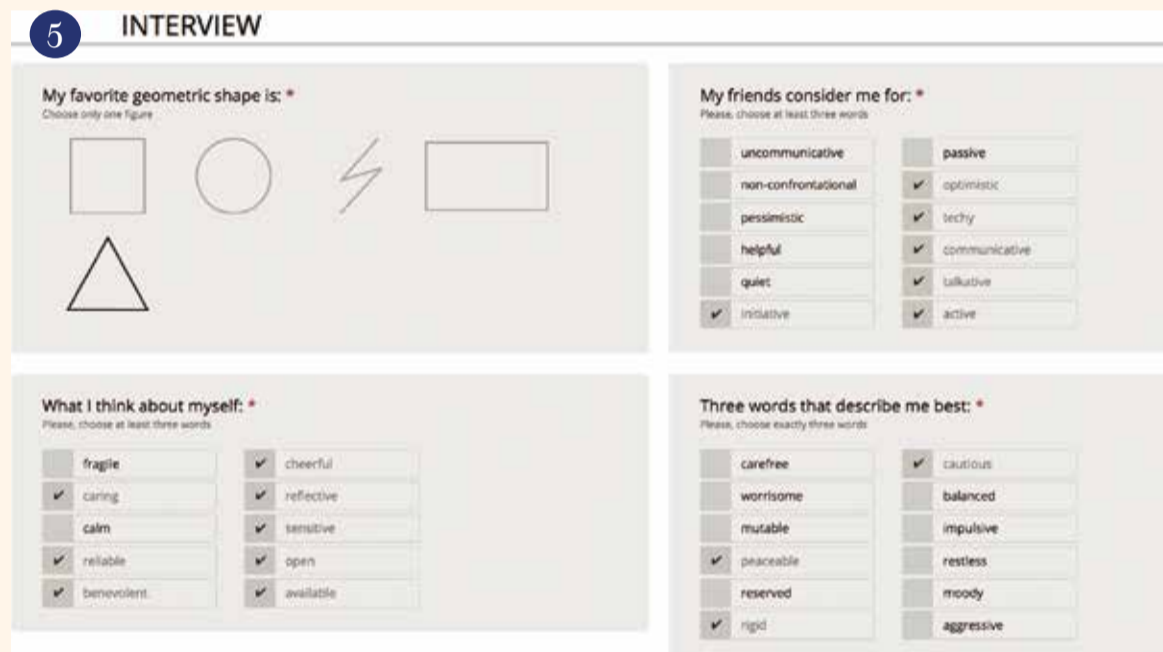 5 INTERVIEW
My favorite geometric shape is: *
Choose only one figure
My friends consider me for: *
Please, choose at least three words
uncommunicative
non-confrontational
pessimistic
helpful
quiet
✔ initiative
passive
✔ optimistic
✔ techy
✔ communicative
✔ talkative
✔ active
What I think about myself: *
Please, choose at least three words
fragile
✔ caring
calm
✔ reliable
✔ benevolent
✔ cheerful
✔ reflective
✔ sensitive
✔ open
✔ available
Three words that describe me best: *
Please, choose exactly three words
carefree
worrisome
mutable
✔ peaceable
reserved
✔ rigid
✔ cautious
balanced
impulsive
restless
moody
aggressive